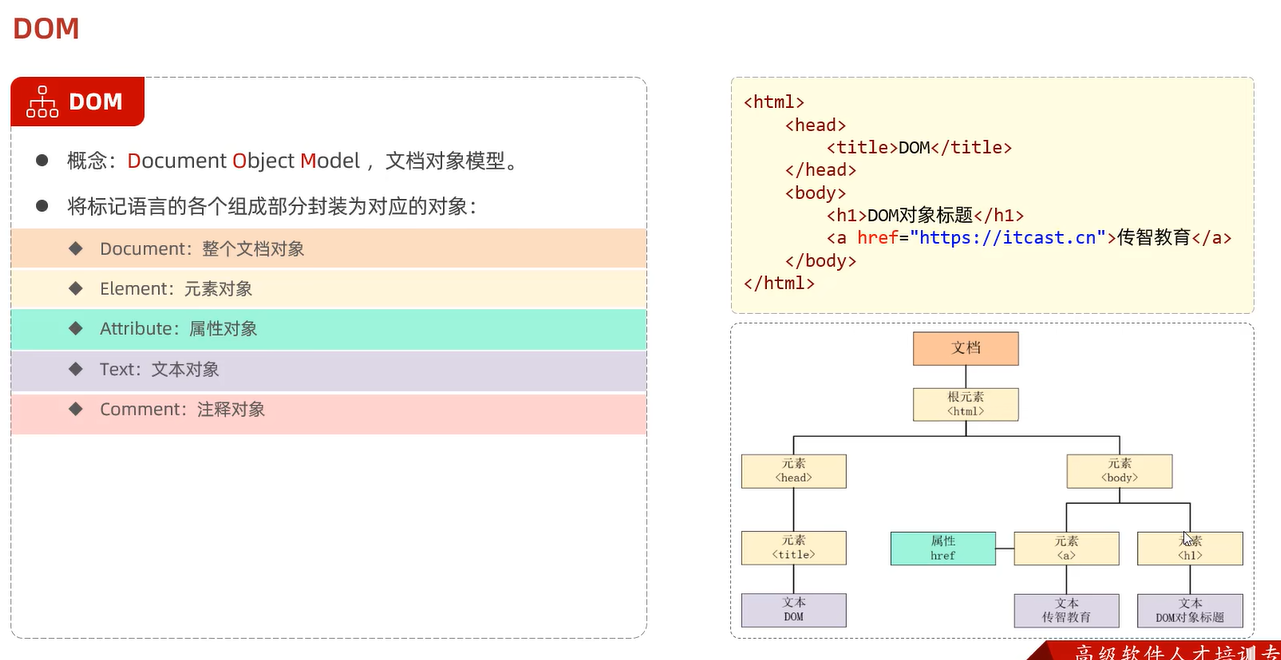 DOM
DOM
概念：Document Object Model ，文档对象模型。
将标记语言的各个组成部分封装为对应的对象：
Document：整个文档对象
Element：元素对象
Attribute：属性对象
Text：文本对象
Comment：注释对象
<html>
<head>
<title>DOM</title>
</head>
<body>
<h1>DOM对象标题</h1>
<a href="https://itcast.cn">传智教育</a>
</body>
</html>
文档
根元素
<html>
元素
<head>
元素
<body>
元素
<title>
属性
href
元素
<a>
元素
<h1>
文本
DOM
文本
传智教育
文本
DOM对象标题
高级软件人才培训专